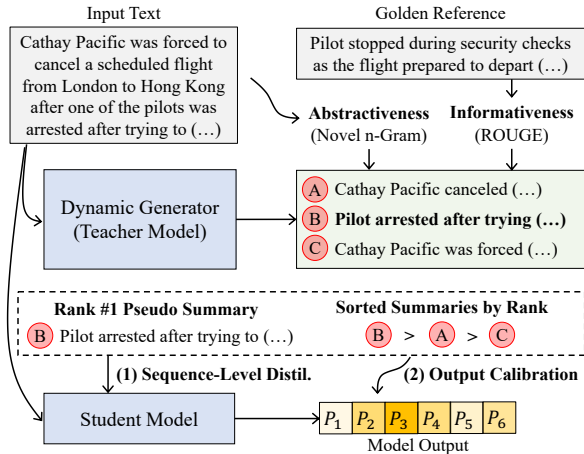 Input Text
Golden Reference
Cathay Pacific was forced to
cancel a scheduled flight
from London to Hong Kong
after one of the pilots was
arrested after trying to (…)
Pilot stopped during security checks
as the flight prepared to depart (…)
Abstractiveness
(Novel n-Gram)
Informativeness
(ROUGE)
Dynamic Generator
(Teacher Model)
A Cathay Pacific canceled (…)
B Pilot arrested after trying (…)
C Cathay Pacific was forced (…)
Rank #1 Pseudo Summary
B Pilot arrested after trying to (…)
Sorted Summaries by Rank
B > A > C
(1) Sequence-Level Distil.
(2) Output Calibration
Student Model
P1 P2 P3 P4 P5 P6
Model Output